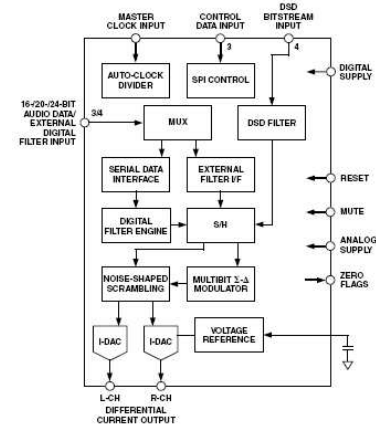 MASTER
CLOCK INPUT
CONTROL
DATA INPUT
DSD
BITSTREAM
INPUT
3
4
AUTO-CLOCK
DIVIDER
SPI CONTROL
DIGITAL
SUPPLY
16-/20-/24-BIT
AUDIO DATA/
EXTERNAL
DIGITAL
FILTER INPUT
3/4
MUX
DSD FILTER
SERIAL DATA
INTERFACE
EXTERNAL
FILTER I/F
RESET
MUTE
DIGITAL
FILTER ENGINE
S/H
ANALOG
SUPPLY
ZERO
FLAGS
NOISE-SHAPED
SCRAMBLING
MULTIBIT Σ-Δ
MODULATOR
I-DAC
I-DAC
VOLTAGE
REFERENCE
L-CH
R-CH
DIFFERENTIAL
CURRENT OUTPUT